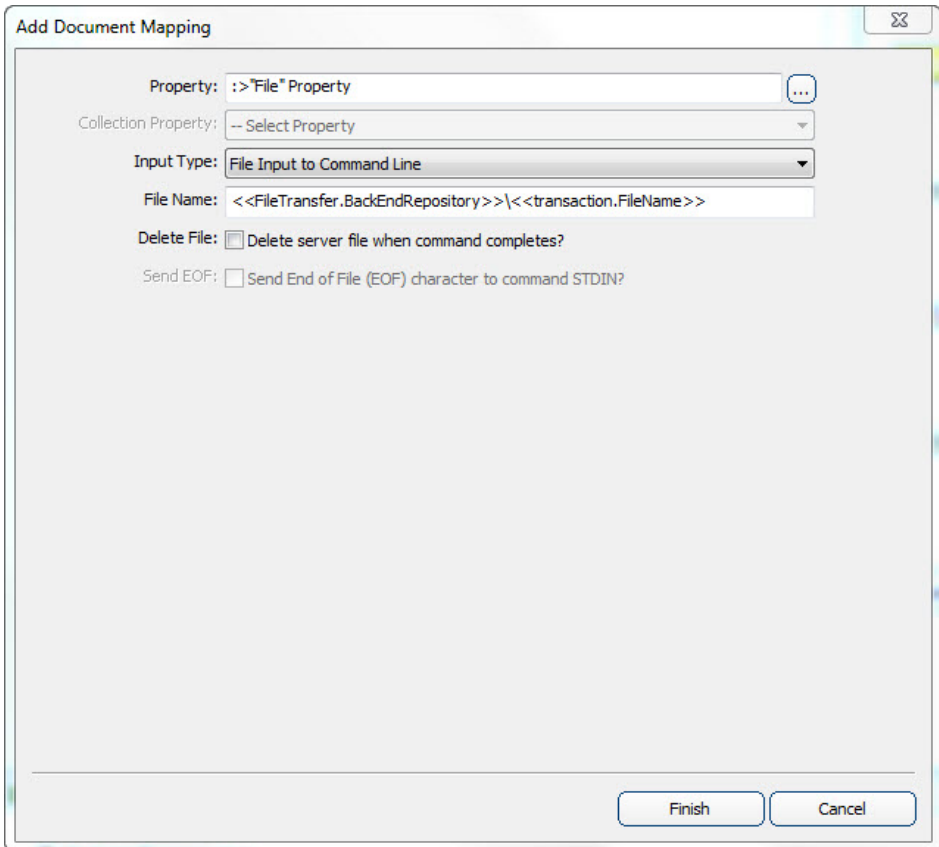 Add Document Mapping
Property: :>"File" Property ...
Collection Property: -- Select Property
Input Type: File Input to Command Line
File Name: <<FileTransfer.BackEndRepository>>\<<transaction.FileName>>
Delete File: Delete server file when command completes?
Send EOF: Send End of File (EOF) character to command STDIN?
Finish Cancel